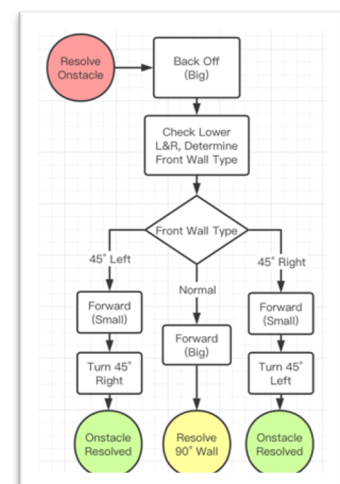 Resolve
Onstacle
Back Off
(Big)
Check Lower
L&R, Determine
Front Wall Type
Front Wall Type
45° Left
Normal
45° Right
Forward
(Small)
Forward
(Big)
Forward
(Small)
Turn 45°
Right
Turn 45°
Left
Onstacle
Resolved
Resolve
90° Wall
Onstacle
Resolved